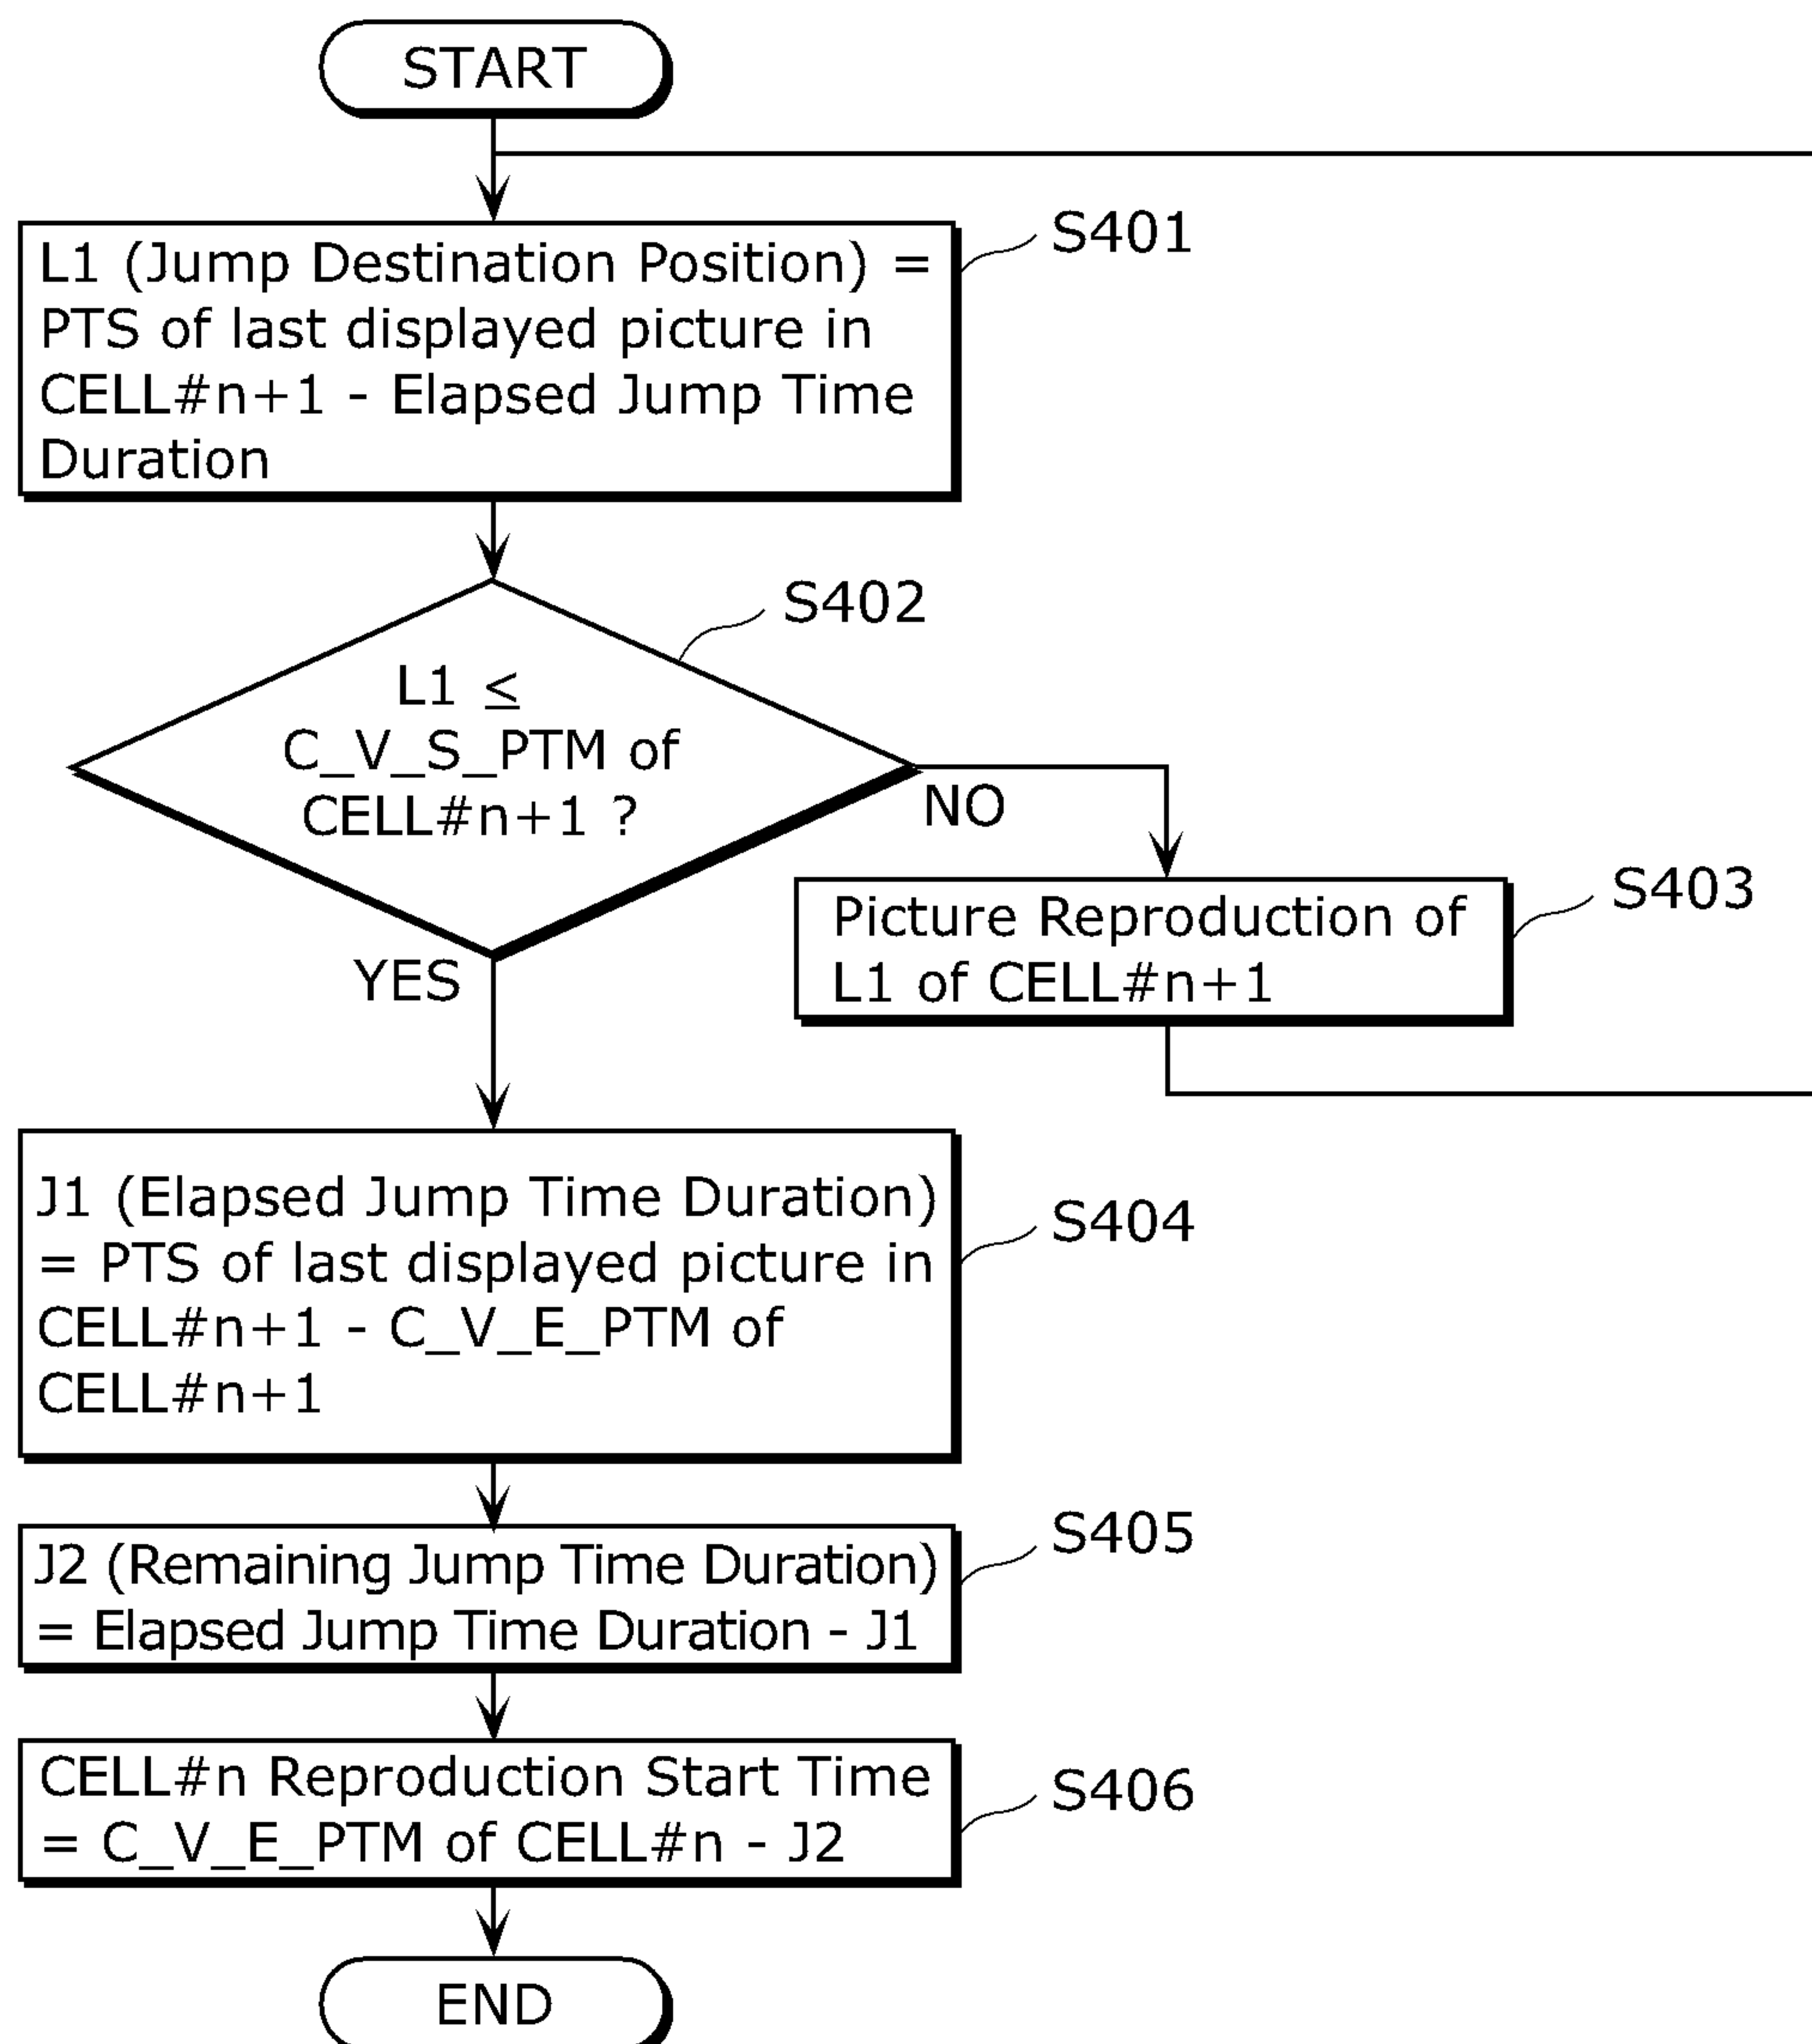 START
L1 (Jump Destination Position) =
PTS of last displayed picture in
CELL#n+1 - Elapsed Jump Time
Duration
S401
S402
L1 ≤
C_V_S_PTM of
CELL#n+1 ?
NO
YES
S403
Picture Reproduction of
L1 of CELL#n+1
J1 (Elapsed Jump Time Duration)
= PTS of last displayed picture in
CELL#n+1 - C_V_E_PTM of
CELL#n+1
S404
J2 (Remaining Jump Time Duration)
= Elapsed Jump Time Duration - J1
S405
CELL#n Reproduction Start Time
= C_V_E_PTM of CELL#n - J2
S406
END